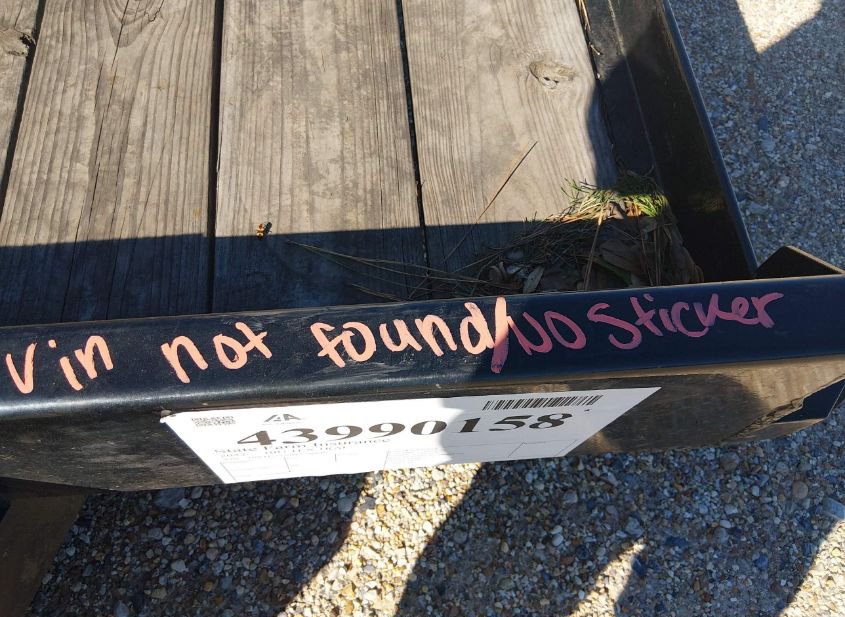 Vin not found/NO Sticker
43990158
State Farm Insurance